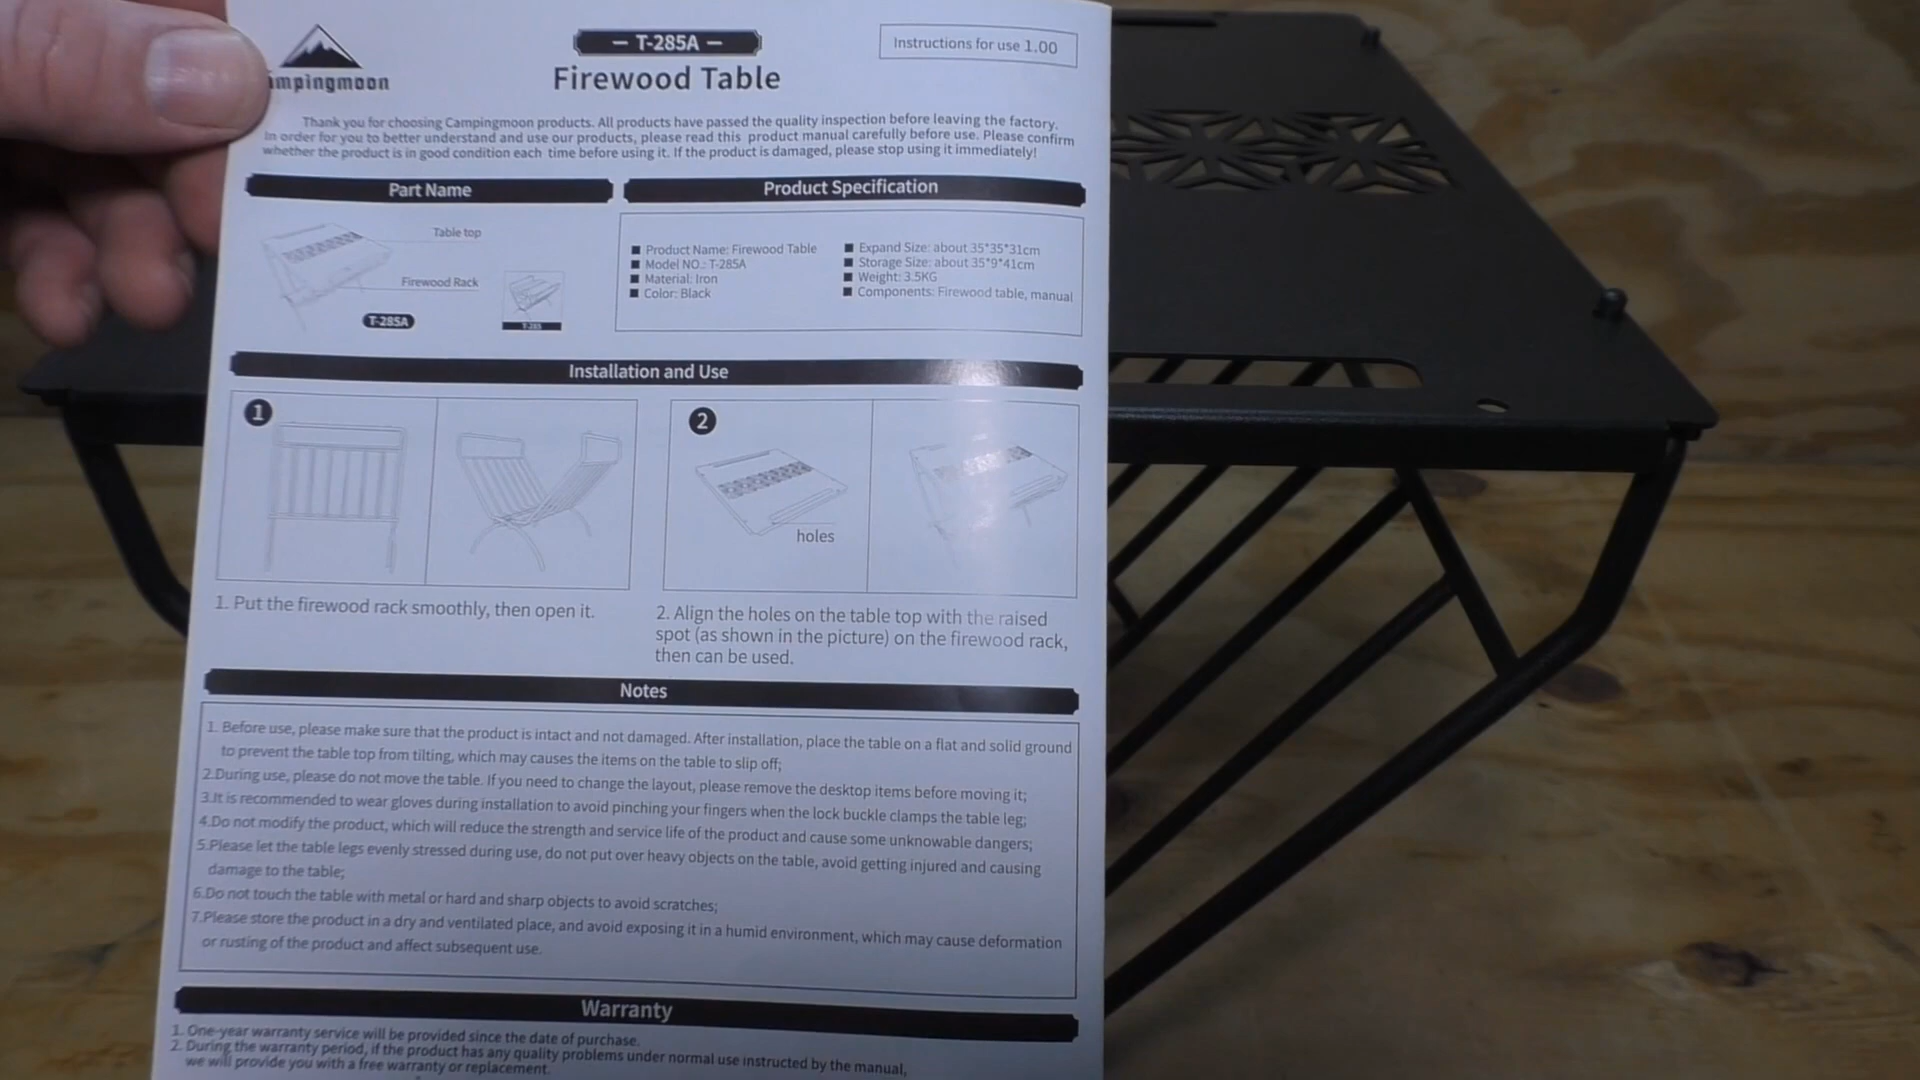 mpingmoon
— T-285A —
Firewood Table
Instructions for use 1.00
Thank you for choosing Campingmoon products. All products have passed the quality inspection before leaving the factory.
In order for you to better understand and use our products, please read this product manual carefully before use. Please confirm
whether the product is in good condition each time before using it. If the product is damaged, please stop using it immediately!
Part Name
Table top
Firewood Rack
T-285A
T-285
Product Specification
■ Product Name: Firewood Table
■ Model NO.: T-285A
■ Material: Iron
■ Color: Black
■ Expand Size: about 35*35*31cm
■ Storage Size: about 35*9*41cm
■ Weight: 3.5KG
■ Components: Firewood table, manual
Installation and Use
1
2
holes
1. Put the firewood rack smoothly, then open it.
2. Align the holes on the table top with the raised
spot (as shown in the picture) on the firewood rack,
then can be used.
Notes
1. Before use, please make sure that the product is intact and not damaged. After installation, place the table on a flat and solid ground
to prevent the table top from tilting, which may causes the items on the table to slip off;
2.During use, please do not move the table. If you need to change the layout, please remove the desktop items before moving it;
3.It is recommended to wear gloves during installation to avoid pinching your fingers when the lock buckle clamps the table leg;
4.Do not modify the product, which will reduce the strength and service life of the product and cause some unknowable dangers;
5.Please let the table legs evenly stressed during use, do not put over heavy objects on the table, avoid getting injured and causing
damage to the table;
6.Do not touch the table with metal or hard and sharp objects to avoid scratches;
7.Please store the product in a dry and ventilated place, and avoid exposing it in a humid environment, which may cause deformation
or rusting of the product and affect subsequent use.
Warranty
1. One-year warranty service will be provided since the date of purchase.
2. During the warranty period, if the product has any quality problems under normal use instructed by the manual,
we will provide you with a free warranty or replacement.